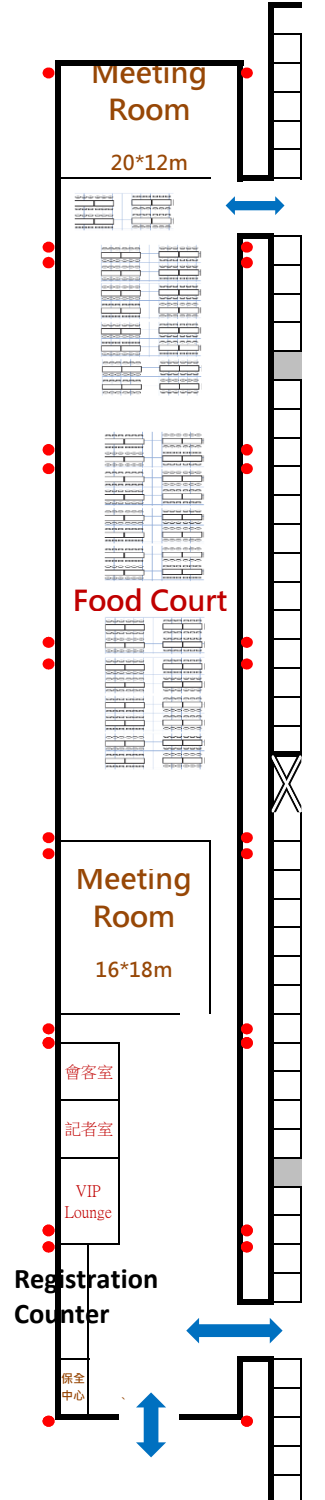 Meeting
Room
20*12m
Food Court
Meeting
Room
16*18m
會客室
記者室
VIP
Lounge
Registration
Counter
保全
中心
、